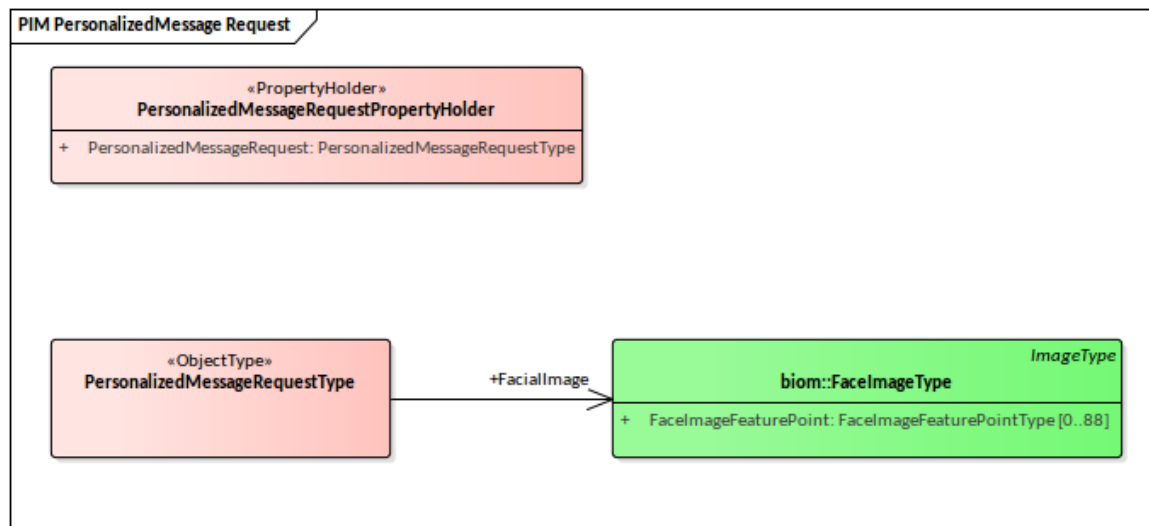 PIM PersonalizedMessage Request
«PropertyHolder»
PersonalizedMessageRequestPropertyHolder
+ PersonalizedMessageRequest: PersonalizedMessageRequestType
«ObjectType»
PersonalizedMessageRequestType
+FacialImage
ImageType
biom::FaceImageType
+ FaceImageFeaturePoint: FaceImageFeaturePointType [0..88]